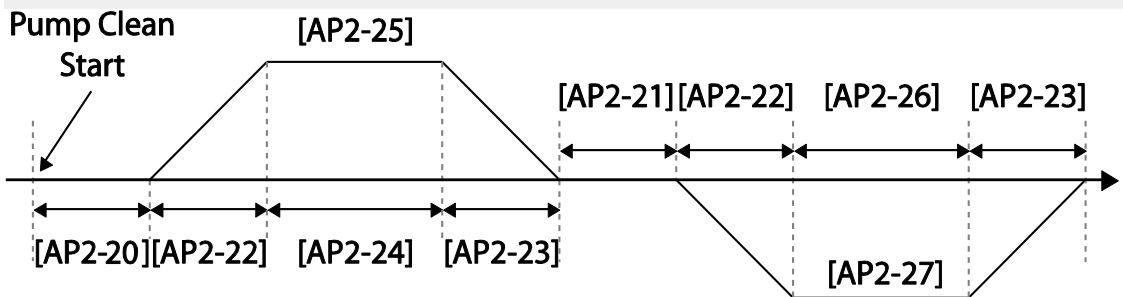 Pump Clean
Start
[AP2-25]
[AP2-21] [AP2-22] [AP2-26] [AP2-23]
[AP2-20] [AP2-22] [AP2-24] [AP2-23]
[AP2-27]